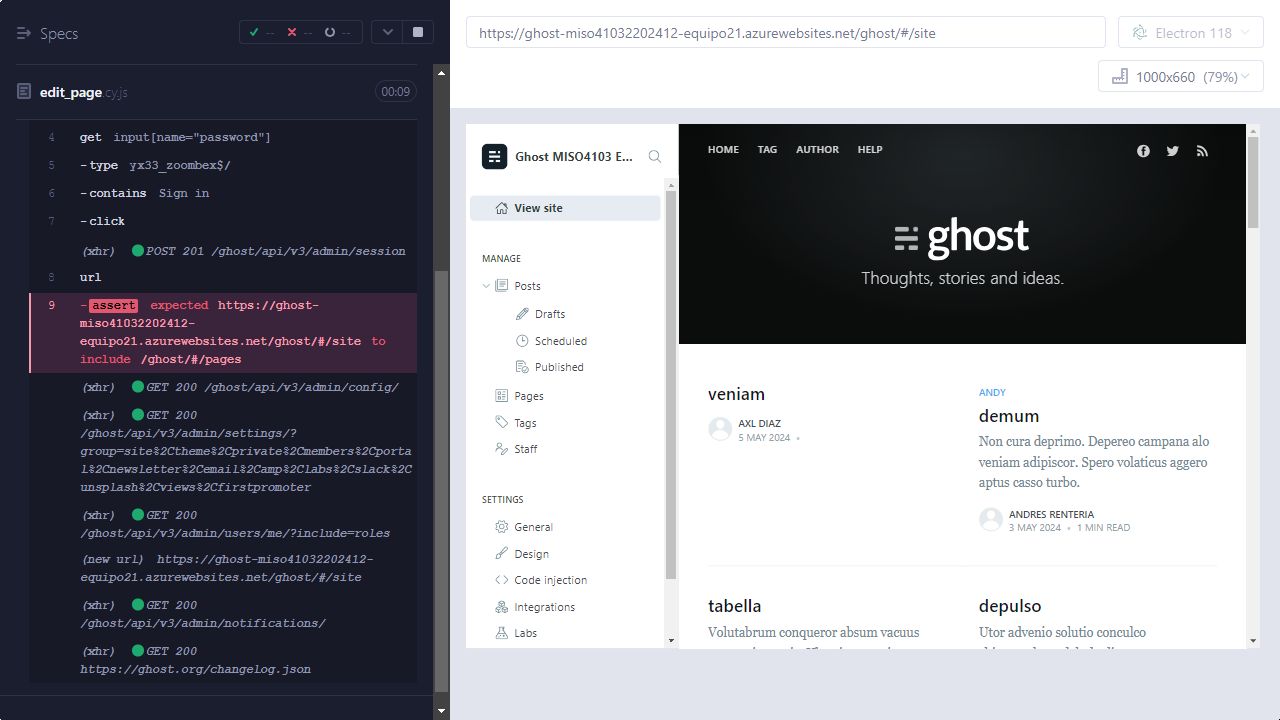 Specs
-- -- --
edit_page.cy.js
00:09
4 get input[name="password"]
5 -type yx33_zoombex$/
6 -contains Sign in
7 -click
(xhr) POST 201 /ghost/api/v3/admin/session
8 url
9 -assert expected https://ghost-
miso41032202412-
equipo21.azurewebsites.net/ghost/#/site to
include /ghost/#/pages
(xhr) GET 200 /ghost/api/v3/admin/config/
(xhr) GET 200
/ghost/api/v3/admin/settings/?
group=site%2Ctheme%2Cprivate%2Cmembers%2Cporta
l%2Cnewsletter%2Cemail%2Camp%2Clabs%2Cslack%2C
unsplash%2Cviews%2Cfirstpromoter
(xhr) GET 200
/ghost/api/v3/admin/users/me/?include=roles
(new url) https://ghost-miso41032202412-
equipo21.azurewebsites.net/ghost/#/site
(xhr) GET 200
/ghost/api/v3/admin/notifications/
(xhr) GET 200
https://ghost.org/changelog.json
https://ghost-miso41032202412-equipo21.azurewebsites.net/ghost/#/site
Electron 118
1000x660 (79%)
Ghost MISO4103 E...
View site
MANAGE
Posts
Drafts
Scheduled
Published
Pages
Tags
Staff
SETTINGS
General
Design
Code injection
Integrations
Labs
HOME TAG AUTHOR HELP
ghost
Thoughts, stories and ideas.
veniam
AXL DIAZ
5 MAY 2024 •
ANDY
demum
Non cura deprimo. Depereo campana alo
veniam adipiscor. Spero volaticus aggero
aptus casso turbo.
ANDRES RENTERIA
3 MAY 2024 • 1 MIN READ
tabella
Volutabrum conqueror absum vacuus
depulso
Utor advenio solutio conculco